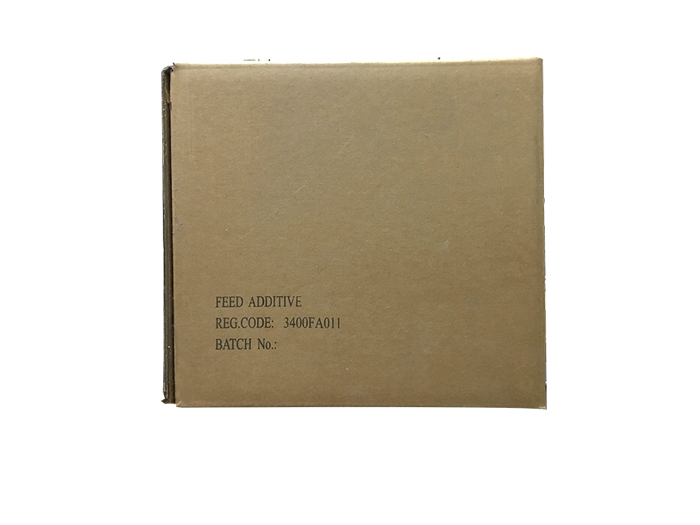 FEED ADDITIVE
REG.CODE: 3400FA011
BATCH No.: